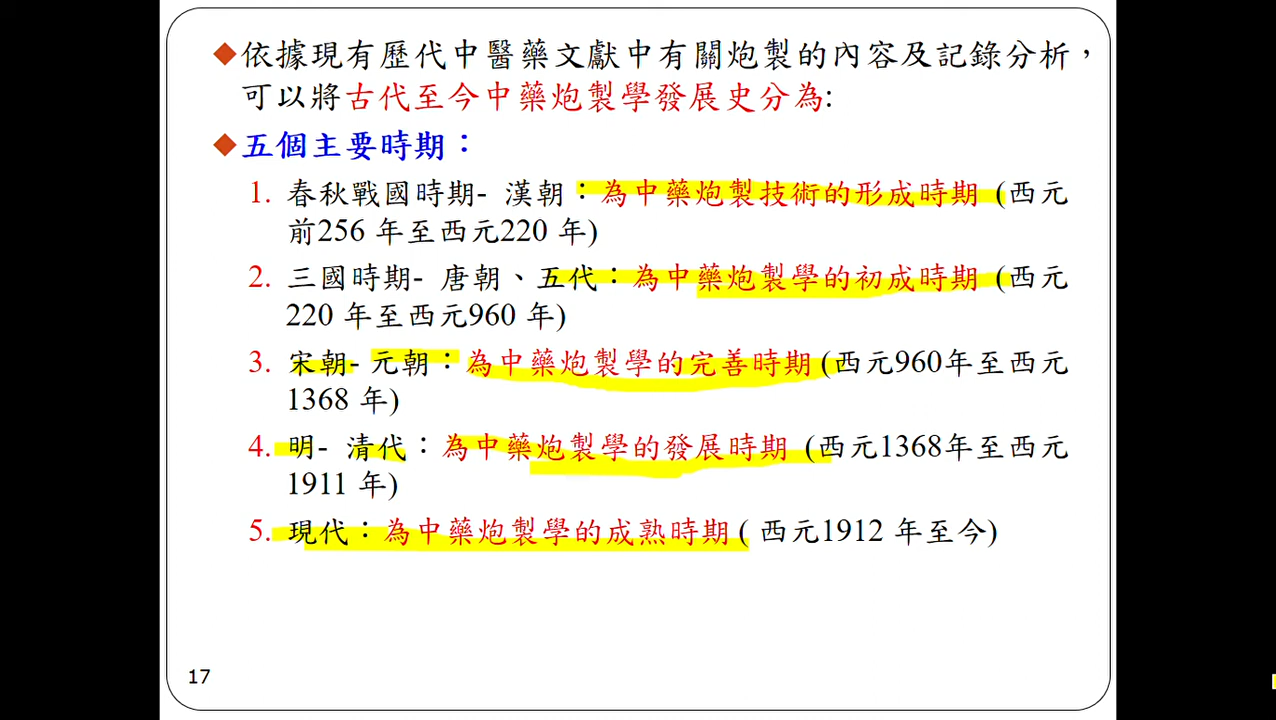 ◆依據現有歷代中醫藥文獻中有關炮製的內容及記錄分析，
可以將古代至今中藥炮製學發展史分為:
◆五個主要時期：
1. 春秋戰國時期- 漢朝：為中藥炮製技術的形成時期 (西元
前256 年至西元220 年)
2. 三國時期- 唐朝、五代：為中藥炮製學的初成時期 (西元
220 年至西元960 年)
3. 宋朝- 元朝：為中藥炮製學的完善時期 (西元960年至西元
1368 年)
4. 明- 清代：為中藥炮製學的發展時期 (西元1368年至西元
1911 年)
5. 現代：為中藥炮製學的成熟時期 ( 西元1912 年至今)
17